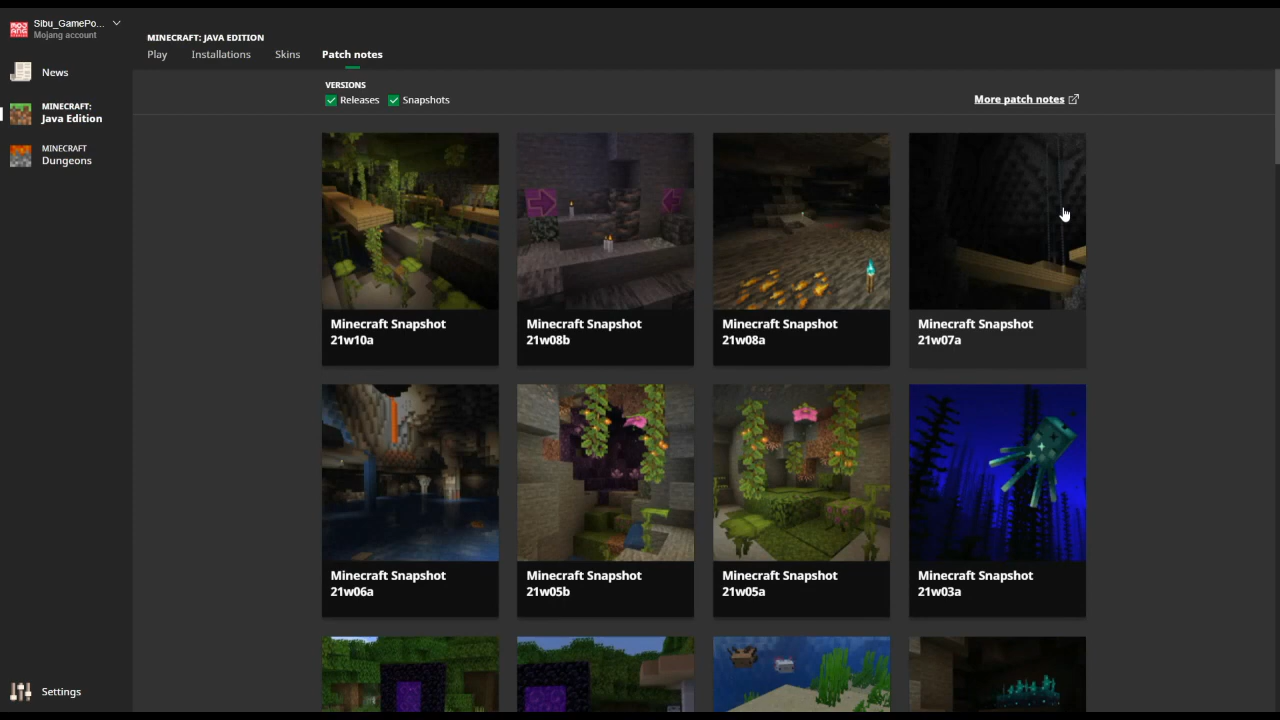 Sibu_GamePo...
Mojang account
News
MINECRAFT:
Java Edition
MINECRAFT
Dungeons
Settings
MINECRAFT: JAVA EDITION
Play
Installations
Skins
Patch notes
VERSIONS
Releases
Snapshots
More patch notes
Minecraft Snapshot
21w10a
Minecraft Snapshot
21w08b
Minecraft Snapshot
21w08a
Minecraft Snapshot
21w07a
Minecraft Snapshot
21w06a
Minecraft Snapshot
21w05b
Minecraft Snapshot
21w05a
Minecraft Snapshot
21w03a